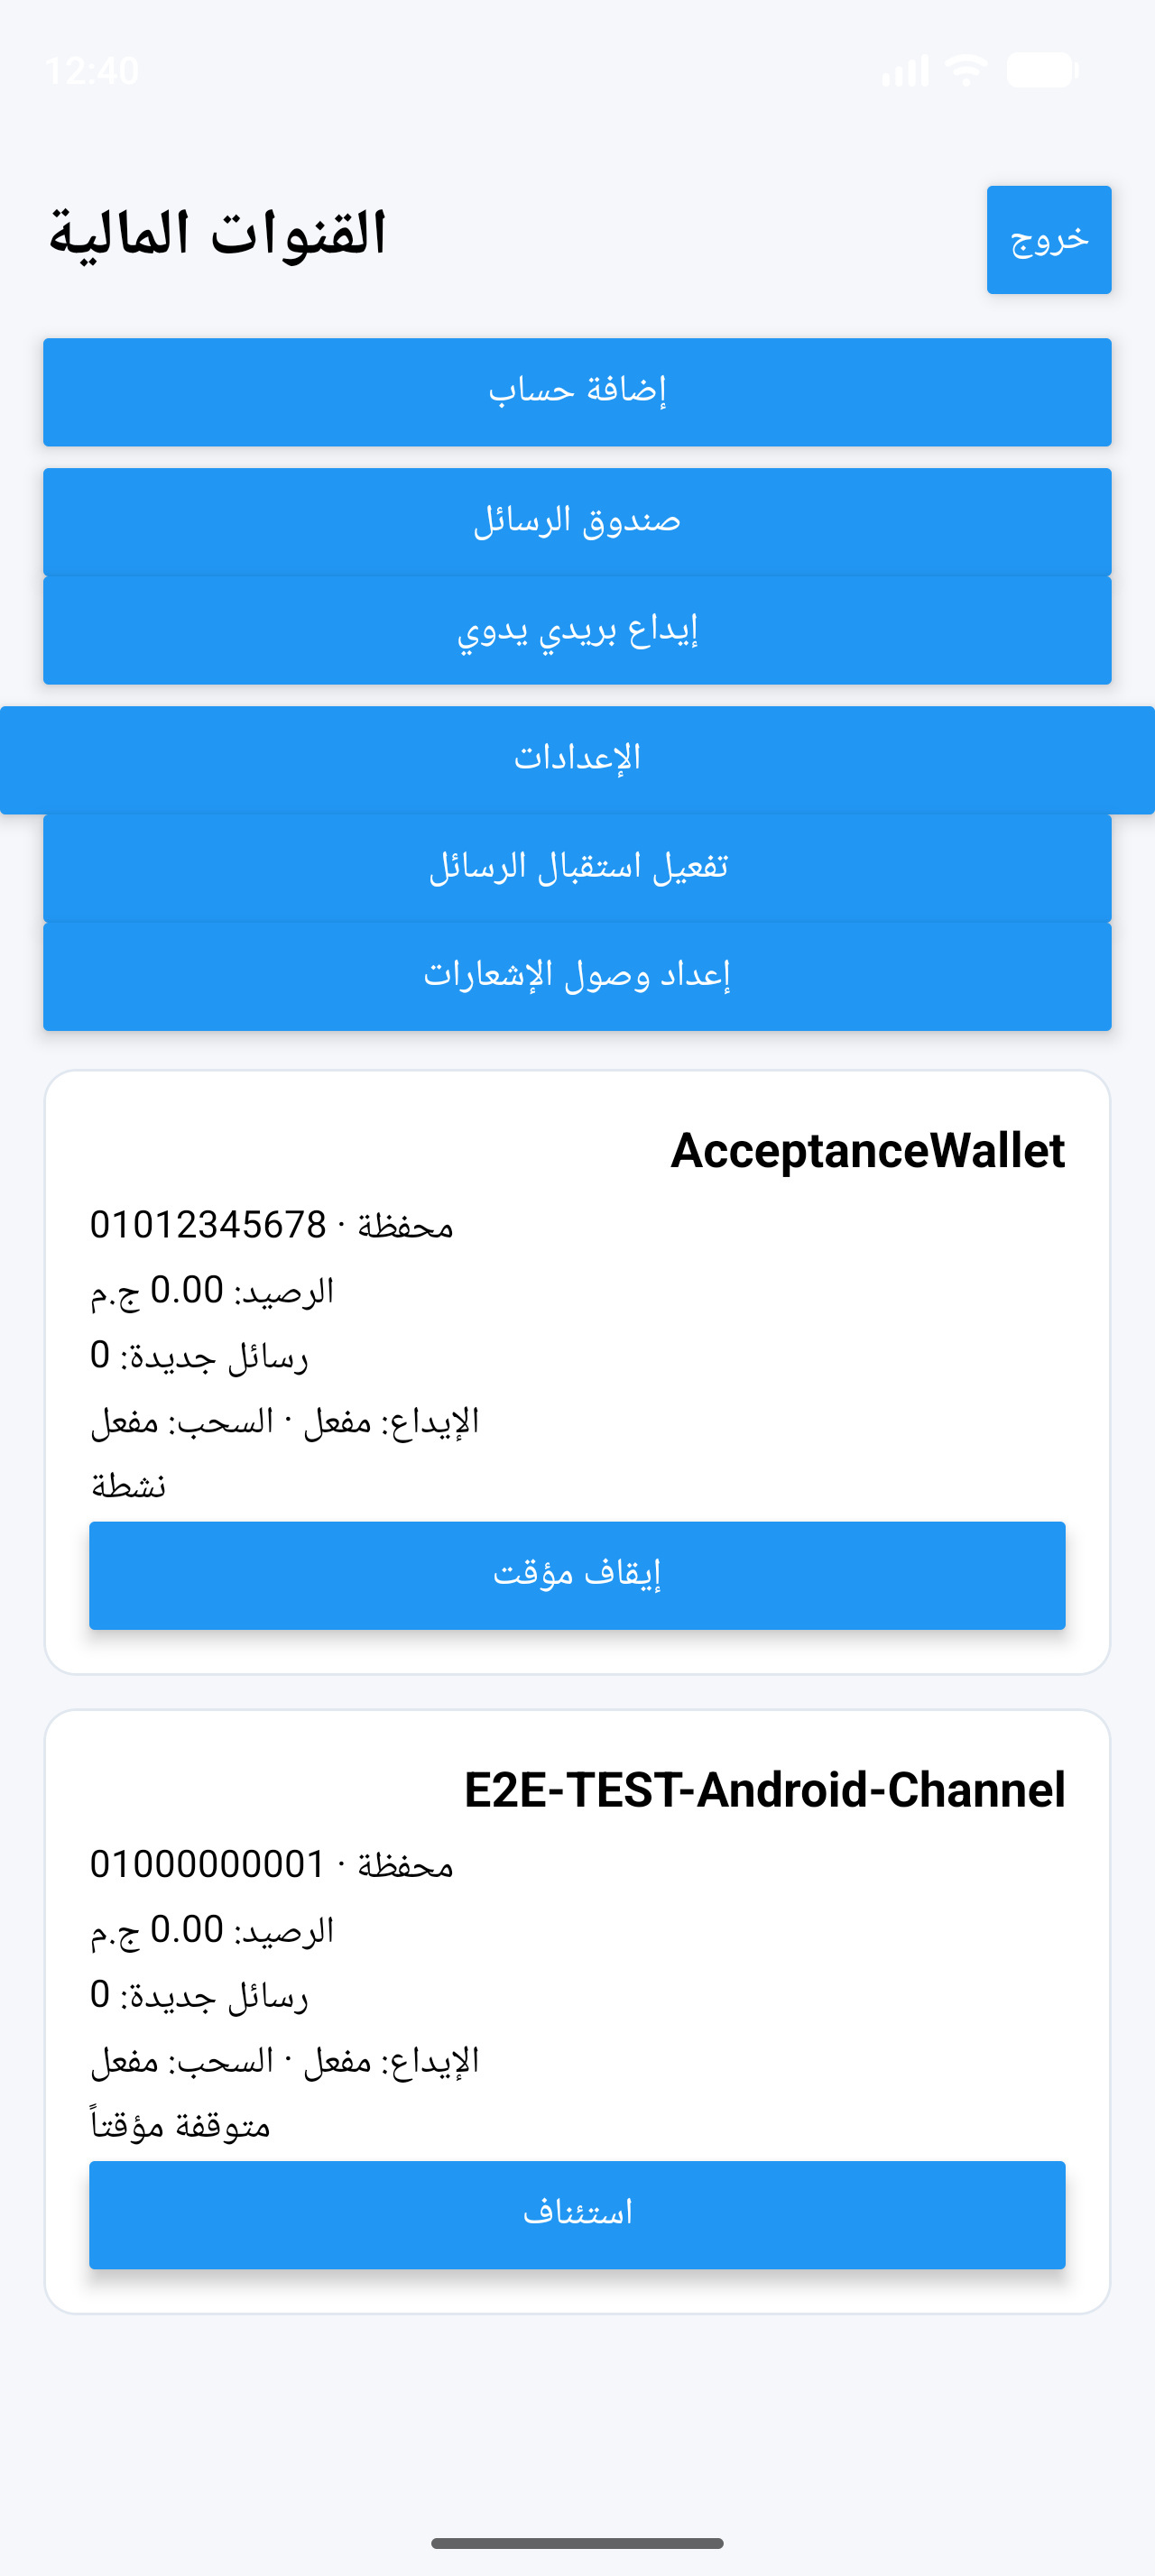 12:40
القنوات المالية
خروج
إضافة حساب
صندوق الرسائل
إيداع بريدي يدوي
الإعدادات
تفعيل استقبال الرسائل
إعداد وصول الإشعارات
AcceptanceWallet
محفظة · 01012345678
الرصيد: 0.00 ج.م
رسائل جديدة: 0
الإيداع: مفعل · السحب: مفعل
نشطة
إيقاف مؤقت
E2E-TEST-Android-Channel
محفظة · 01000000001
الرصيد: 0.00 ج.م
رسائل جديدة: 0
الإيداع: مفعل · السحب: مفعل
متوقفة مؤقتاً
استئناف